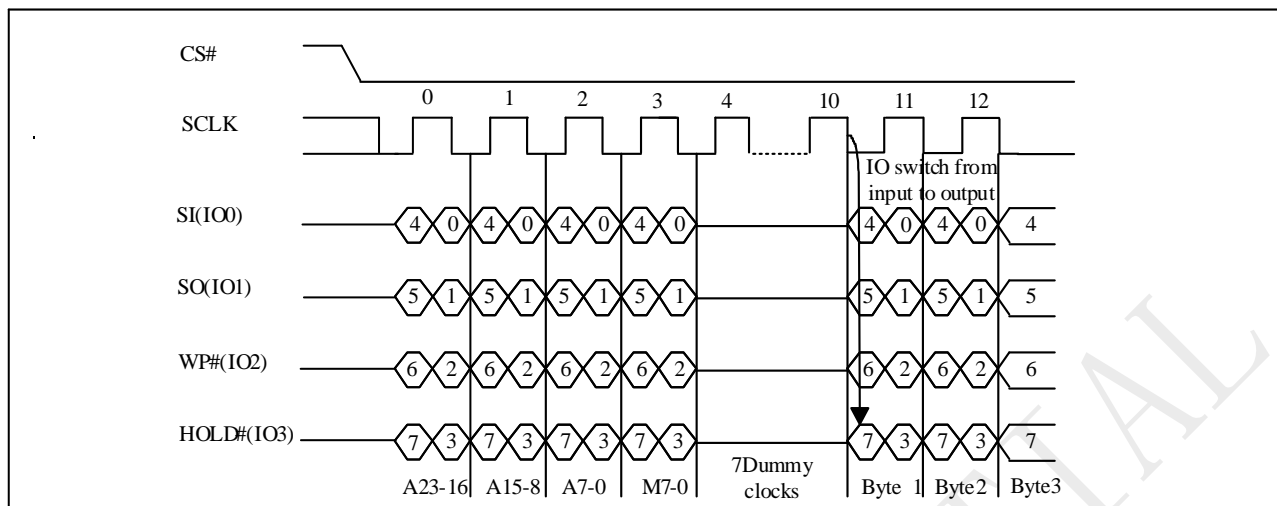 CS#
0 1 2 3 4 10 11 12
SCLK
IO switch from
input to output
SI(IO0) 4 0 4 0 4 0 4 0 4 0 4 0 4
SO(IO1) 5 1 5 1 5 1 5 1 5 1 5 1 5
WP#(IO2) 6 2 6 2 6 2 6 2 6 2 6 2 6
HOLD#(IO3) 7 3 7 3 7 3 7 3 7 3 7 3 7
A23-16 A15-8 A7-0 M7-0 7Dummy
clocks Byte 1 Byte2 Byte3